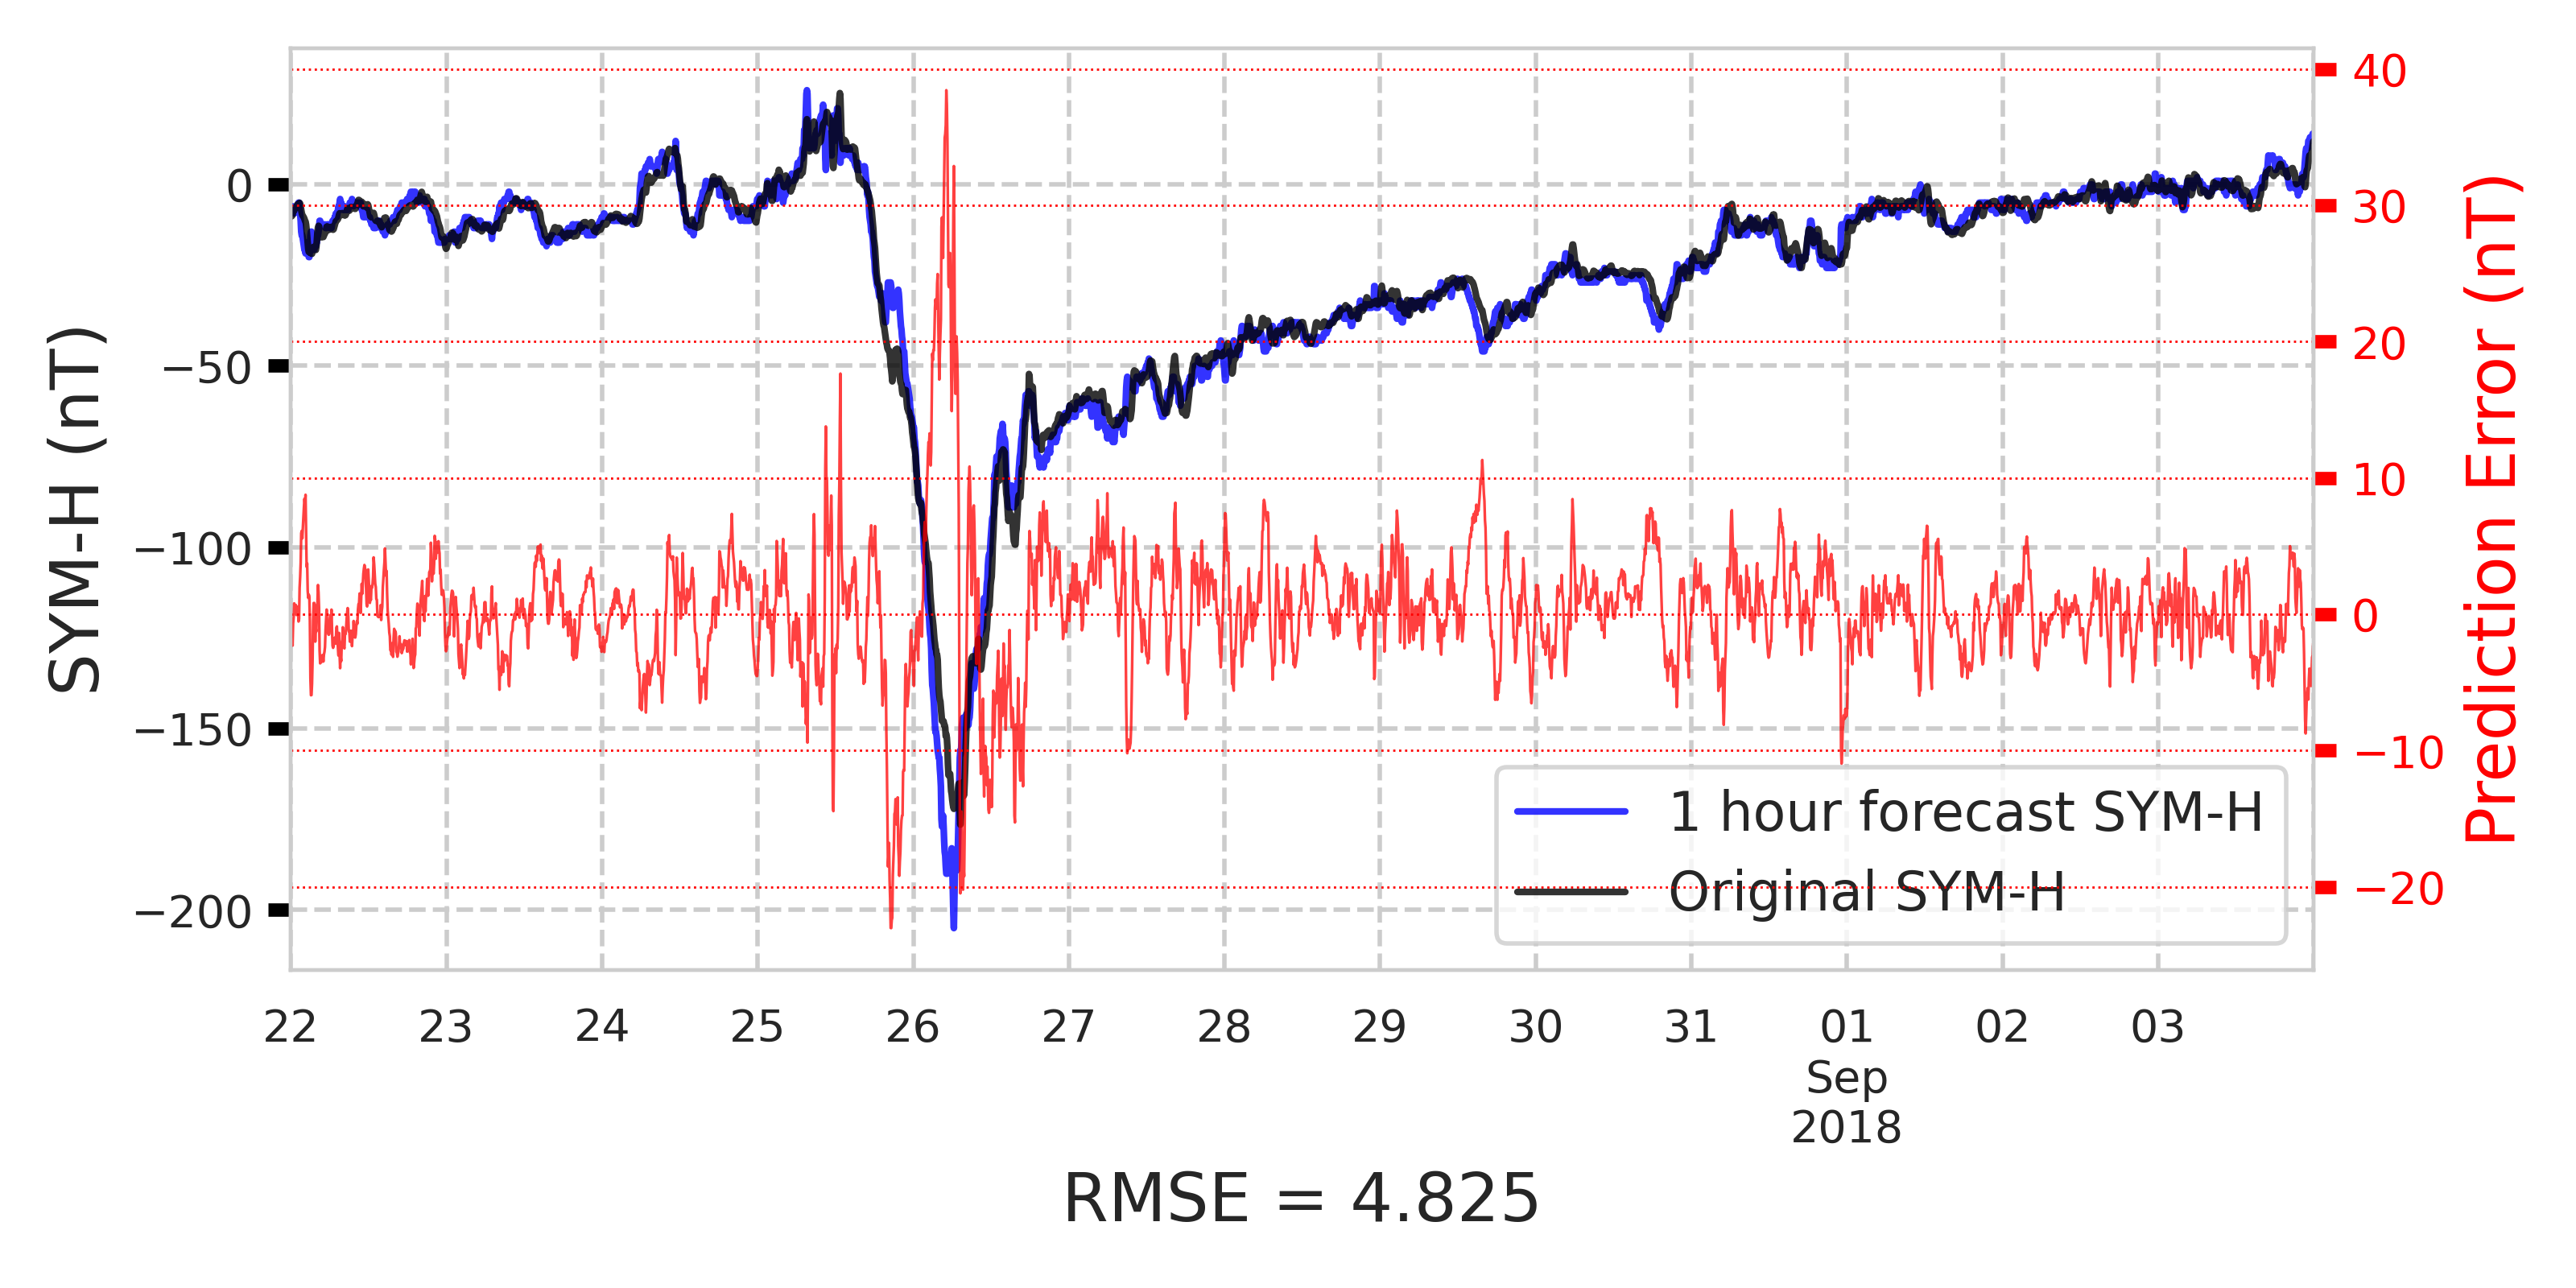 SYM-H (nT)
0
−50
−100
−150
−200
40
30
20
10
0
−10
−20
Prediction Error (nT)
1 hour forecast SYM-H
Original SYM-H
22 23 24 25 26 27 28 29 30 31 01 02 03
Sep
2018
RMSE = 4.825